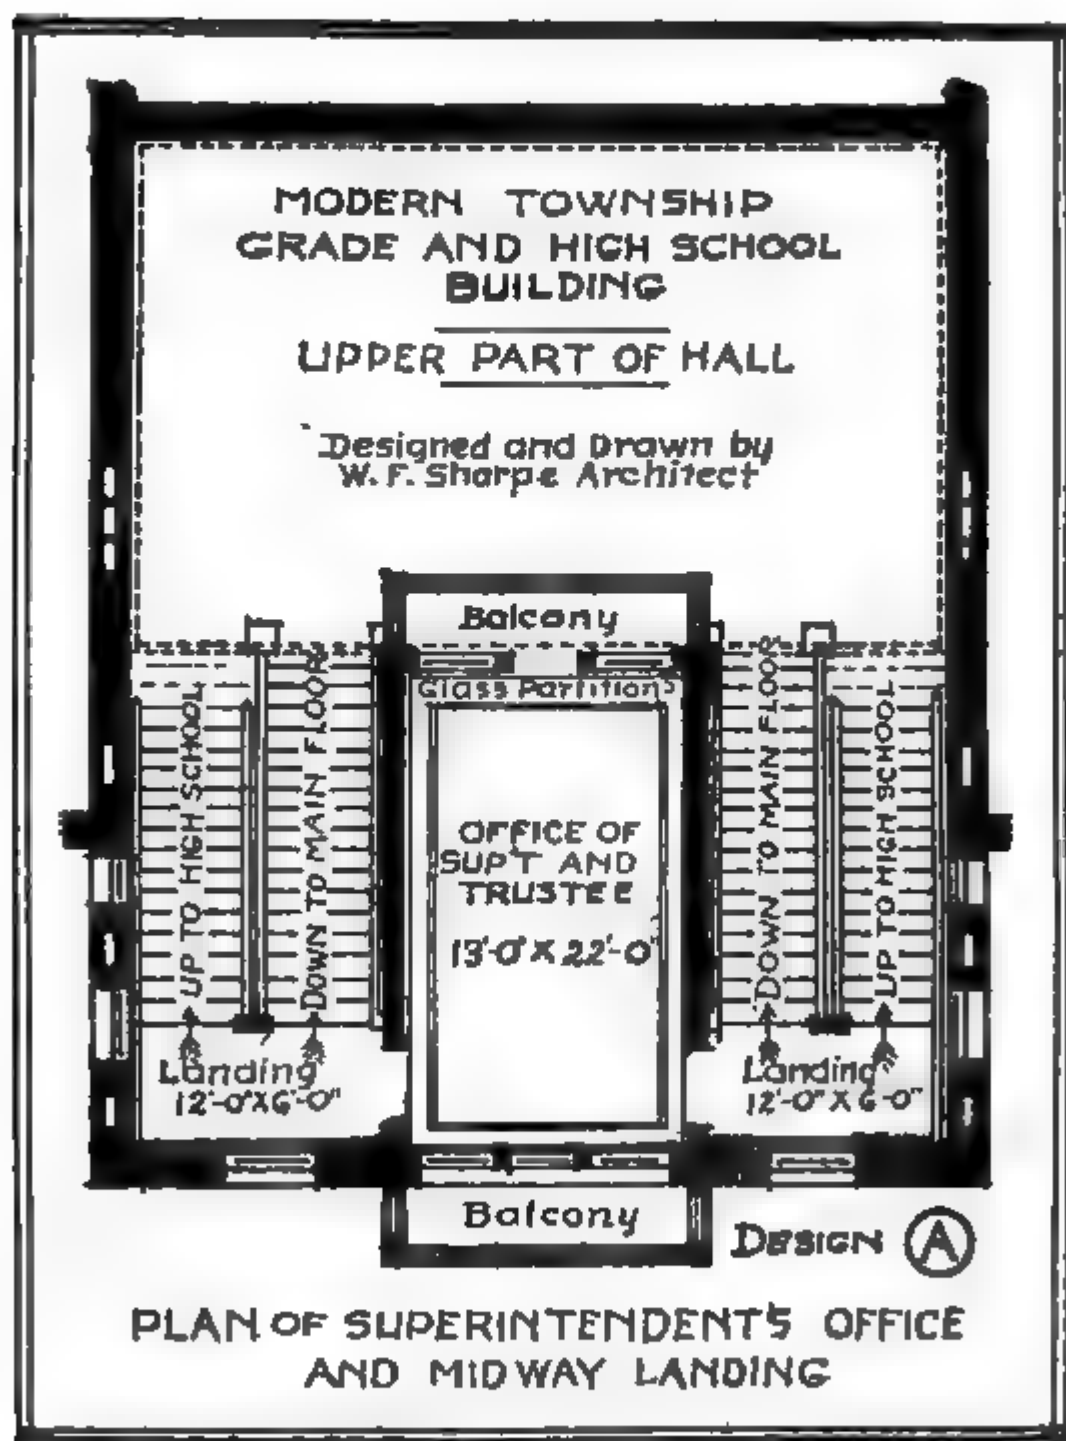 MODERN TOWNSHIP
GRADE AND HIGH SCHOOL
BUILDING
UPPER PART OF HALL
Designed and Drawn by
W. F. Sharpe Architect
Balcony
Glass Partitions
UP TO HIGH SCHOOL
DOWN TO MAIN FLOOR
OFFICE OF
SUP'T AND
TRUSTEE
13'-0" X 22'-0"
DOWN TO MAIN FLOOR
UP TO HIGH SCHOOL
Landing
12'-0" X 6'-0"
Landing
12'-0" X 6'-0"
Balcony
DESIGN A
PLAN OF SUPERINTENDENT'S OFFICE
AND MIDWAY LANDING